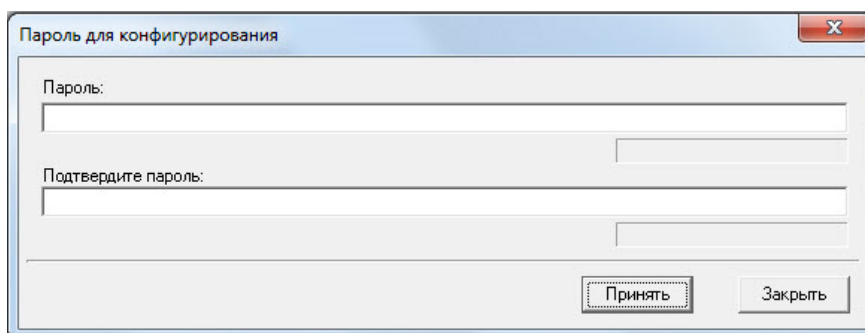 Пароль для конфигурирования
Пароль:
Подтвердите пароль:
Принять
Закрыть